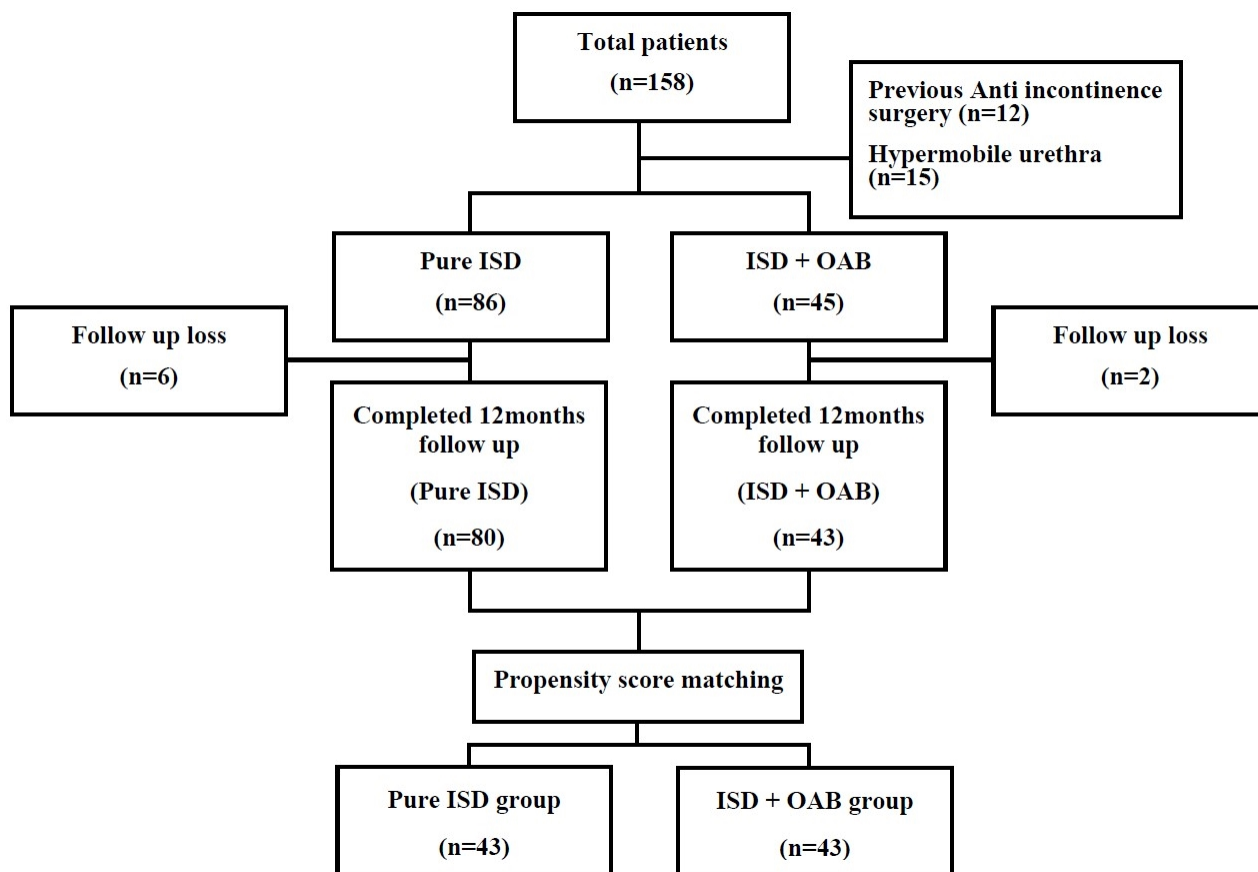 Total patients
(n=158)
Previous Anti incontinence
surgery (n=12)
Hypermobile urethra
(n=15)
Pure ISD
(n=86)
ISD + OAB
(n=45)
Follow up loss
(n=6)
Follow up loss
(n=2)
Completed 12months
follow up
(Pure ISD)
(n=80)
Completed 12months
follow up
(ISD + OAB)
(n=43)
Propensity score matching
Pure ISD group
(n=43)
ISD + OAB group
(n=43)